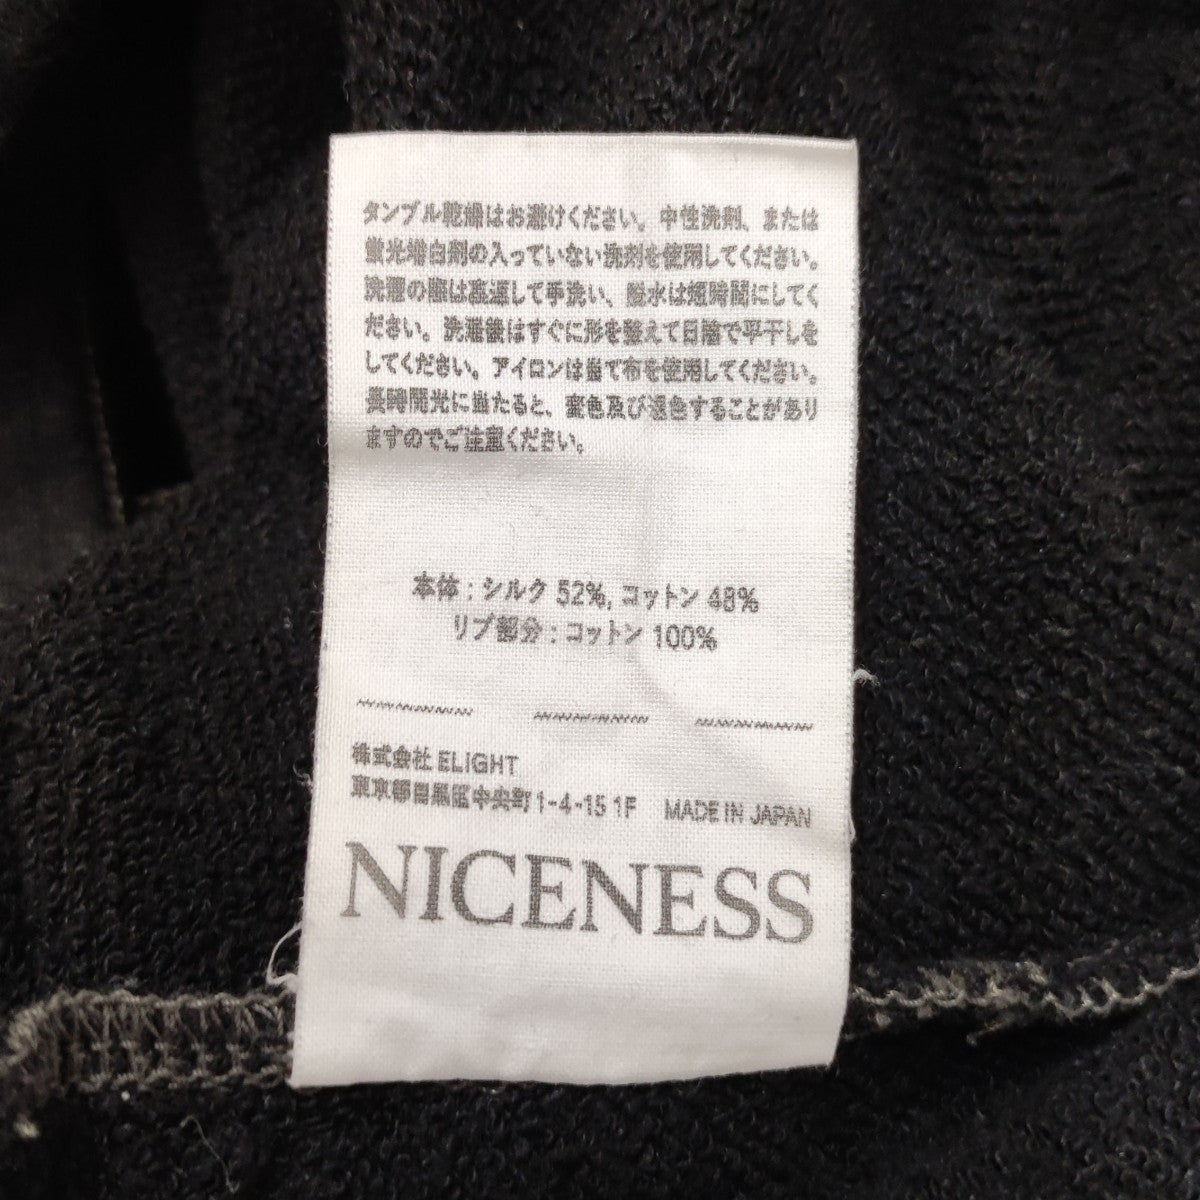 タンブル乾燥はお避けください。中性洗剤、または
蛍光増白剤の入っていない洗剤を使用してください。
洗濯の際は裏返して手洗い、脱水は短時間にしてく
ださい。洗濯後はすぐに形を整えて日陰で平干しを
してください。アイロンは当て布を使用してください。
長時間光に当たると、変色及び退色することがあり
ますのでご注意ください。
本体 : シルク 52%, コットン 48%
リブ部分 : コットン 100%
株式会社 ELIGHT
東京都目黒区中央町 1-4-15 1F MADE IN JAPAN
NICENESS